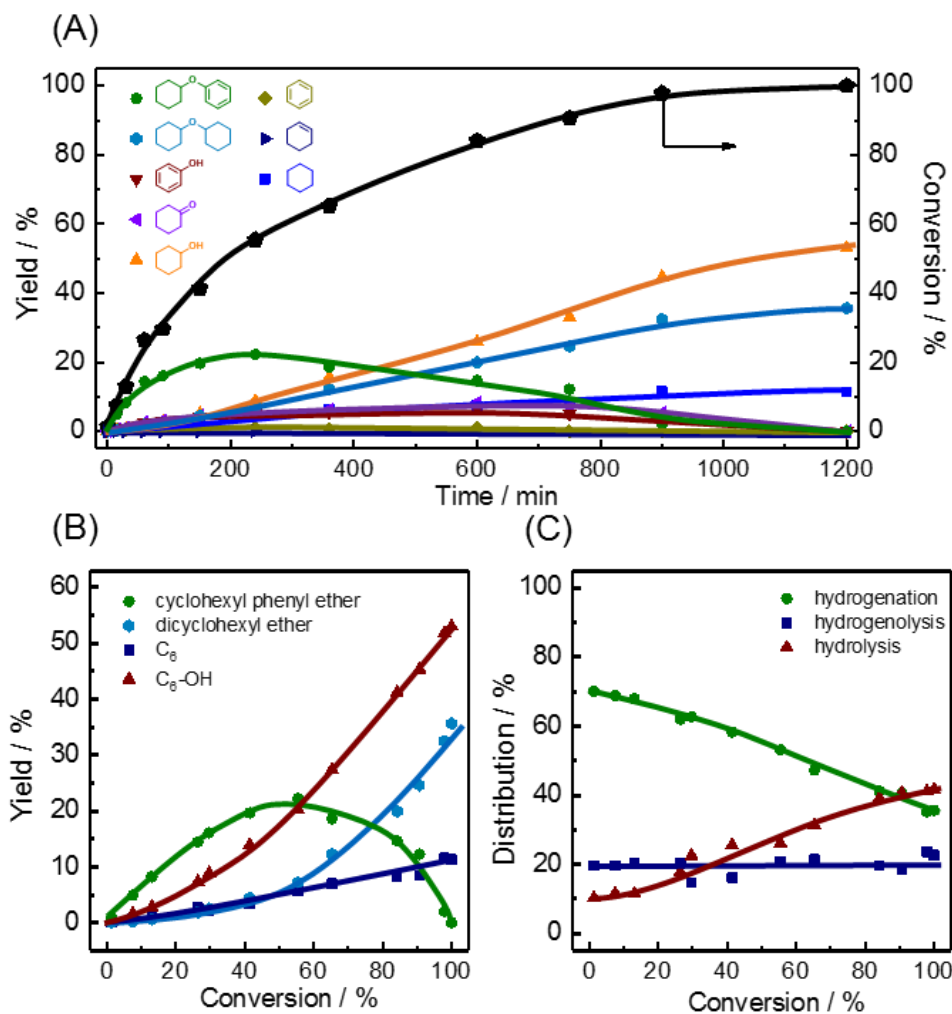 (A)
100
80
60
40
20
0
Yield / %
O
OH
O
OH
100
80
60
40
20
0
Conversion / %
0 200 400 600 800 1000 1200
Time / min
(B)
60
50
40
30
20
10
0
Yield / %
cyclohexyl phenyl ether
dicyclohexyl ether
C6
C6-OH
0 20 40 60 80 100
Conversion / %
(C)
100
80
60
40
20
0
Distribution / %
hydrogenation
hydrogenolysis
hydrolysis
0 20 40 60 80 100
Conversion / %